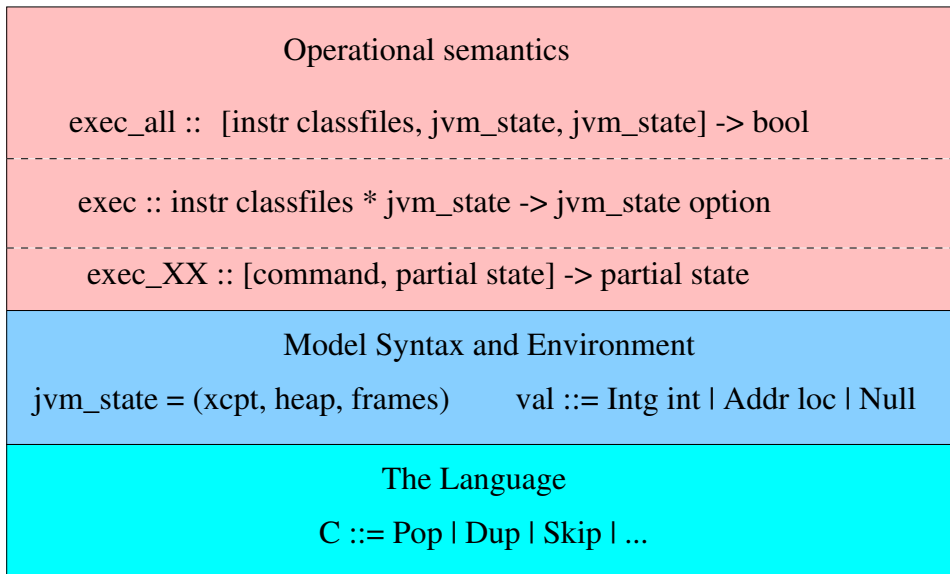 Operational semantics
exec_all :: [instr classfiles, jvm_state, jvm_state] -> bool
exec :: instr classfiles * jvm_state -> jvm_state option
exec_XX :: [command, partial state] -> partial state
Model Syntax and Environment
jvm_state = (xcpt, heap, frames) val ::= Intg int | Addr loc | Null
The Language
C ::= Pop | Dup | Skip | ...